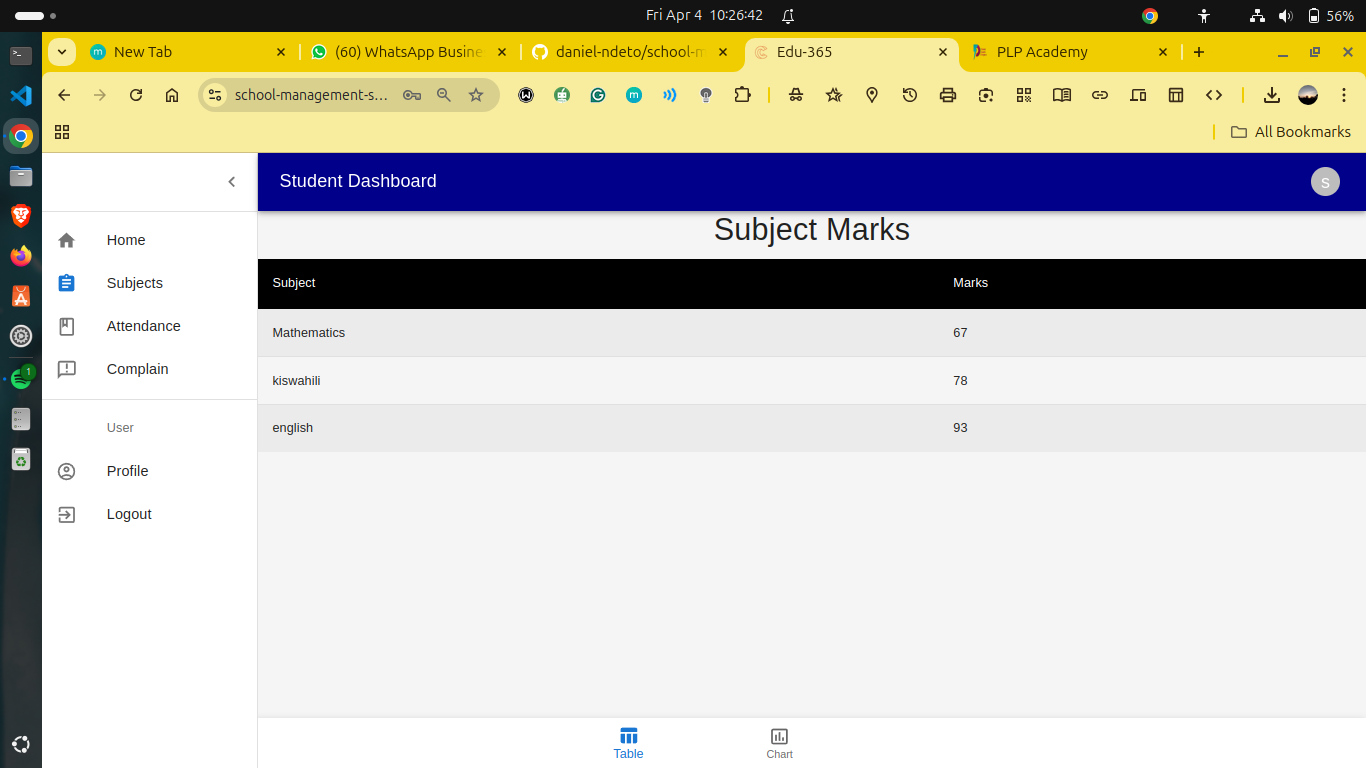 Fri Apr 4 10:26:42
56%
New Tab
(60) WhatsApp Busine
daniel-ndeto/school-m
Edu-365
PLP Academy
school-management-s...
All Bookmarks
Student Dashboard
S
Home
Subjects
Attendance
Complain
User
Profile
Logout
Subject Marks
Subject Marks
Mathematics 67
kiswahili 78
english 93
Table
Chart
1